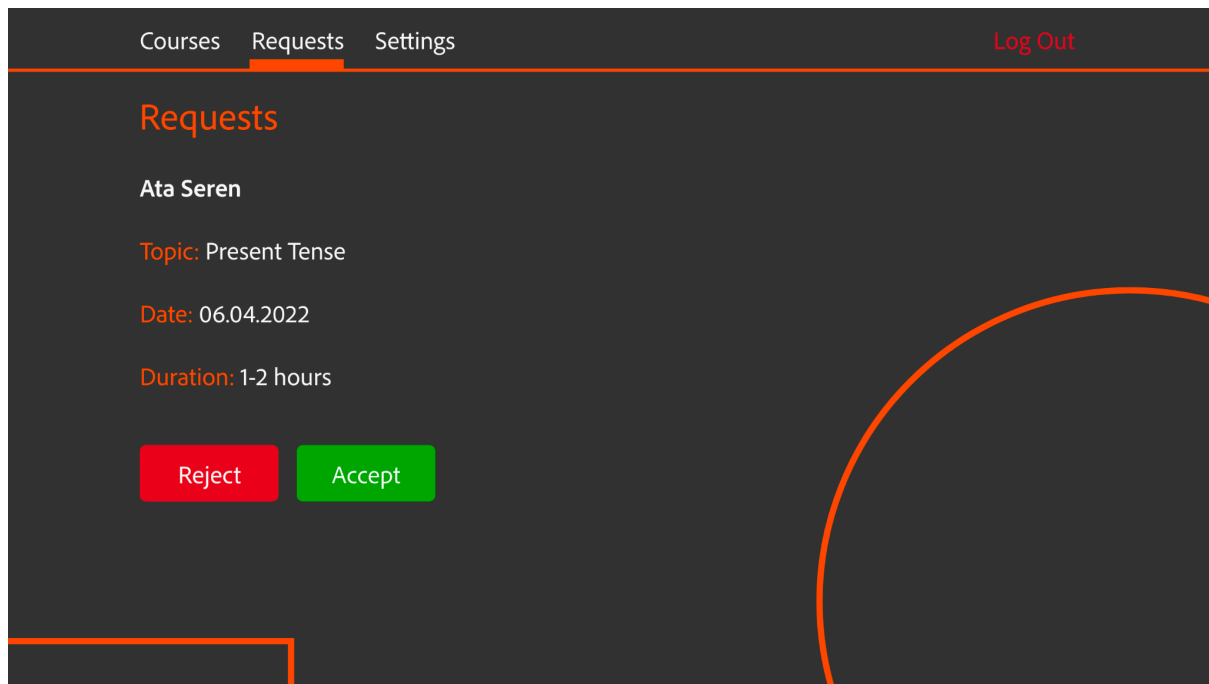 Courses Requests Settings Log Out
Requests
Ata Seren
Topic: Present Tense
Date: 06.04.2022
Duration: 1-2 hours
Reject Accept